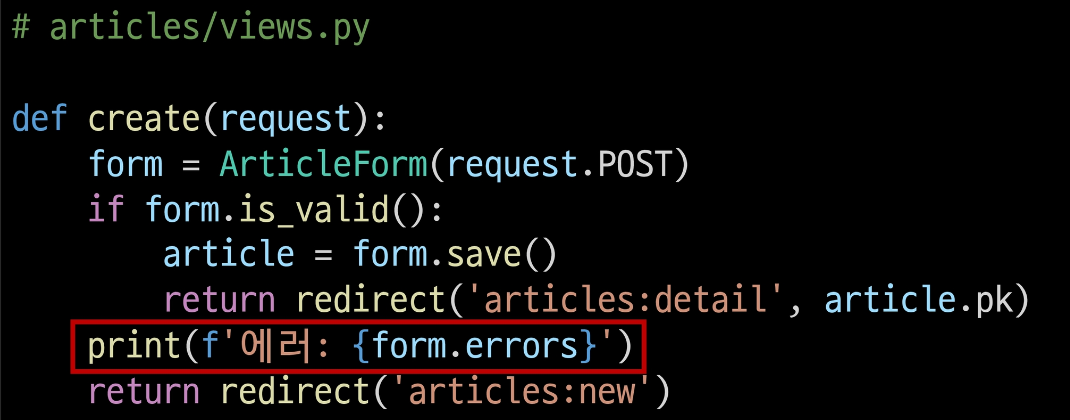 # articles/views.py
def create(request):
    form = ArticleForm(request.POST)
    if form.is_valid():
        article = form.save()
        return redirect('articles:detail', article.pk)
    print(f'에러: {form.errors}')
    return redirect('articles:new')